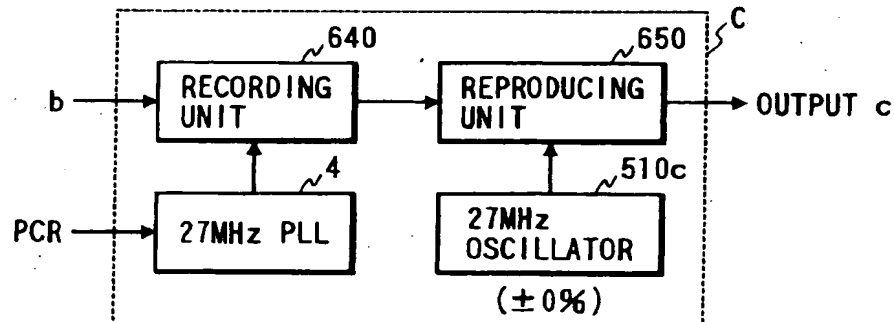 C
640
650
b
RECORDING
UNIT
REPRODUCING
UNIT
OUTPUT c
4
510c
PCR
27MHz PLL
27MHz
OSCILLATOR
(±0%)